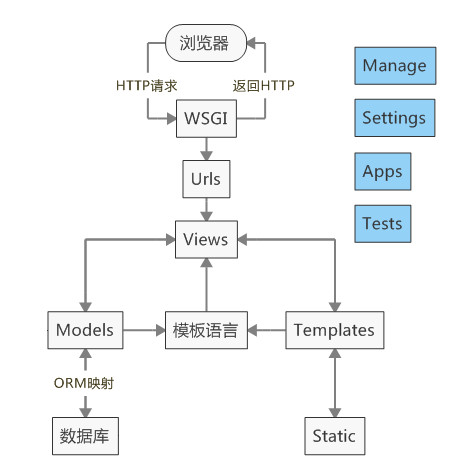 浏览器
Manage
HTTP请求
返回HTTP
WSGI
Settings
Urls
Apps
Views
Tests
Models
模板语言
Templates
ORM映射
数据库
Static